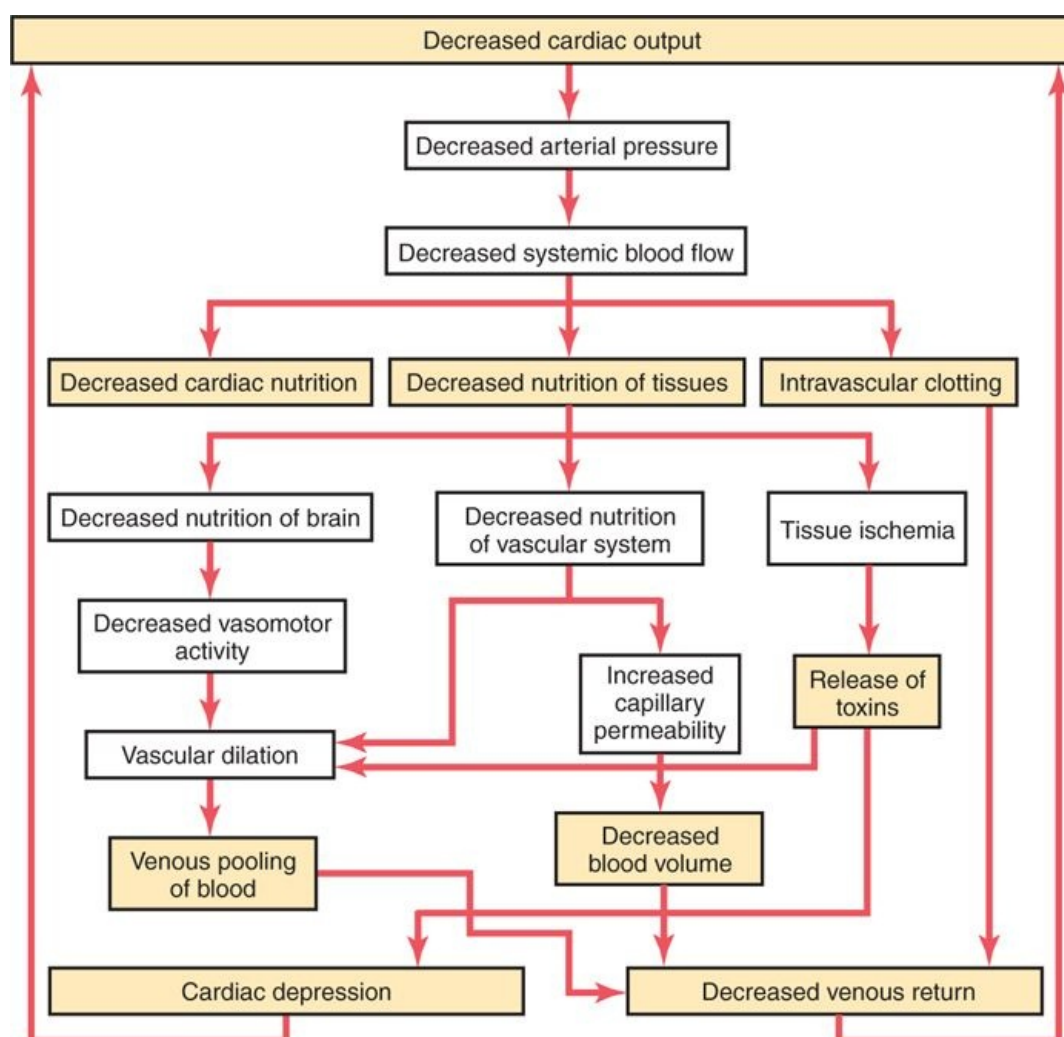 Decreased cardiac output
Decreased arterial pressure
Decreased systemic blood flow
Decreased cardiac nutrition
Decreased nutrition of tissues
Intravascular clotting
Decreased nutrition of brain
Decreased nutrition
of vascular system
Tissue ischemia
Decreased vasomotor
activity
Increased
capillary
permeability
Release of
toxins
Vascular dilation
Venous pooling
of blood
Decreased
blood volume
Cardiac depression
Decreased venous return